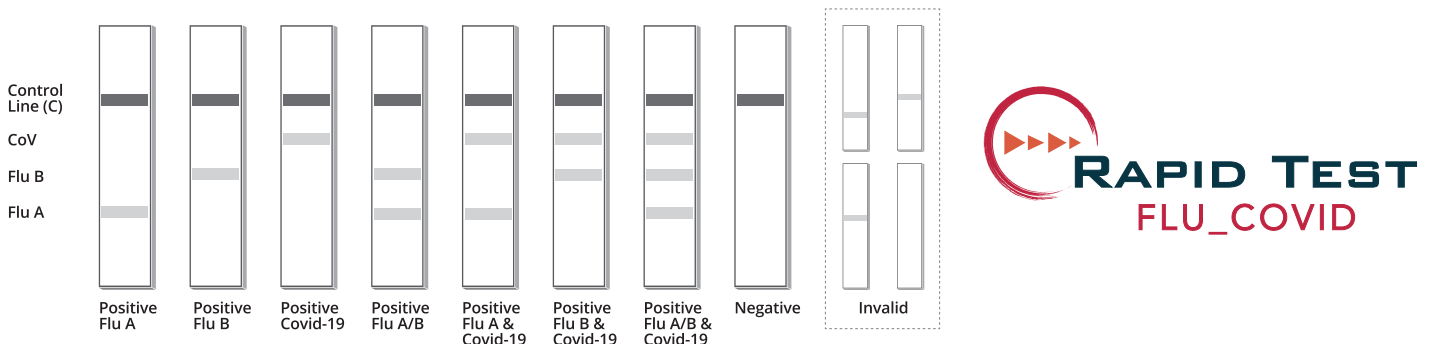 Control
Line (C)
CoV
Flu B
Flu A
Positive
Flu A
Positive
Flu B
Positive
Covid-19
Positive
Flu A/B
Positive
Flu A &
Covid-19
Positive
Flu B &
Covid-19
Positive
Flu A/B &
Covid-19
Negative
Invalid
RAPID TEST
FLU_COVID